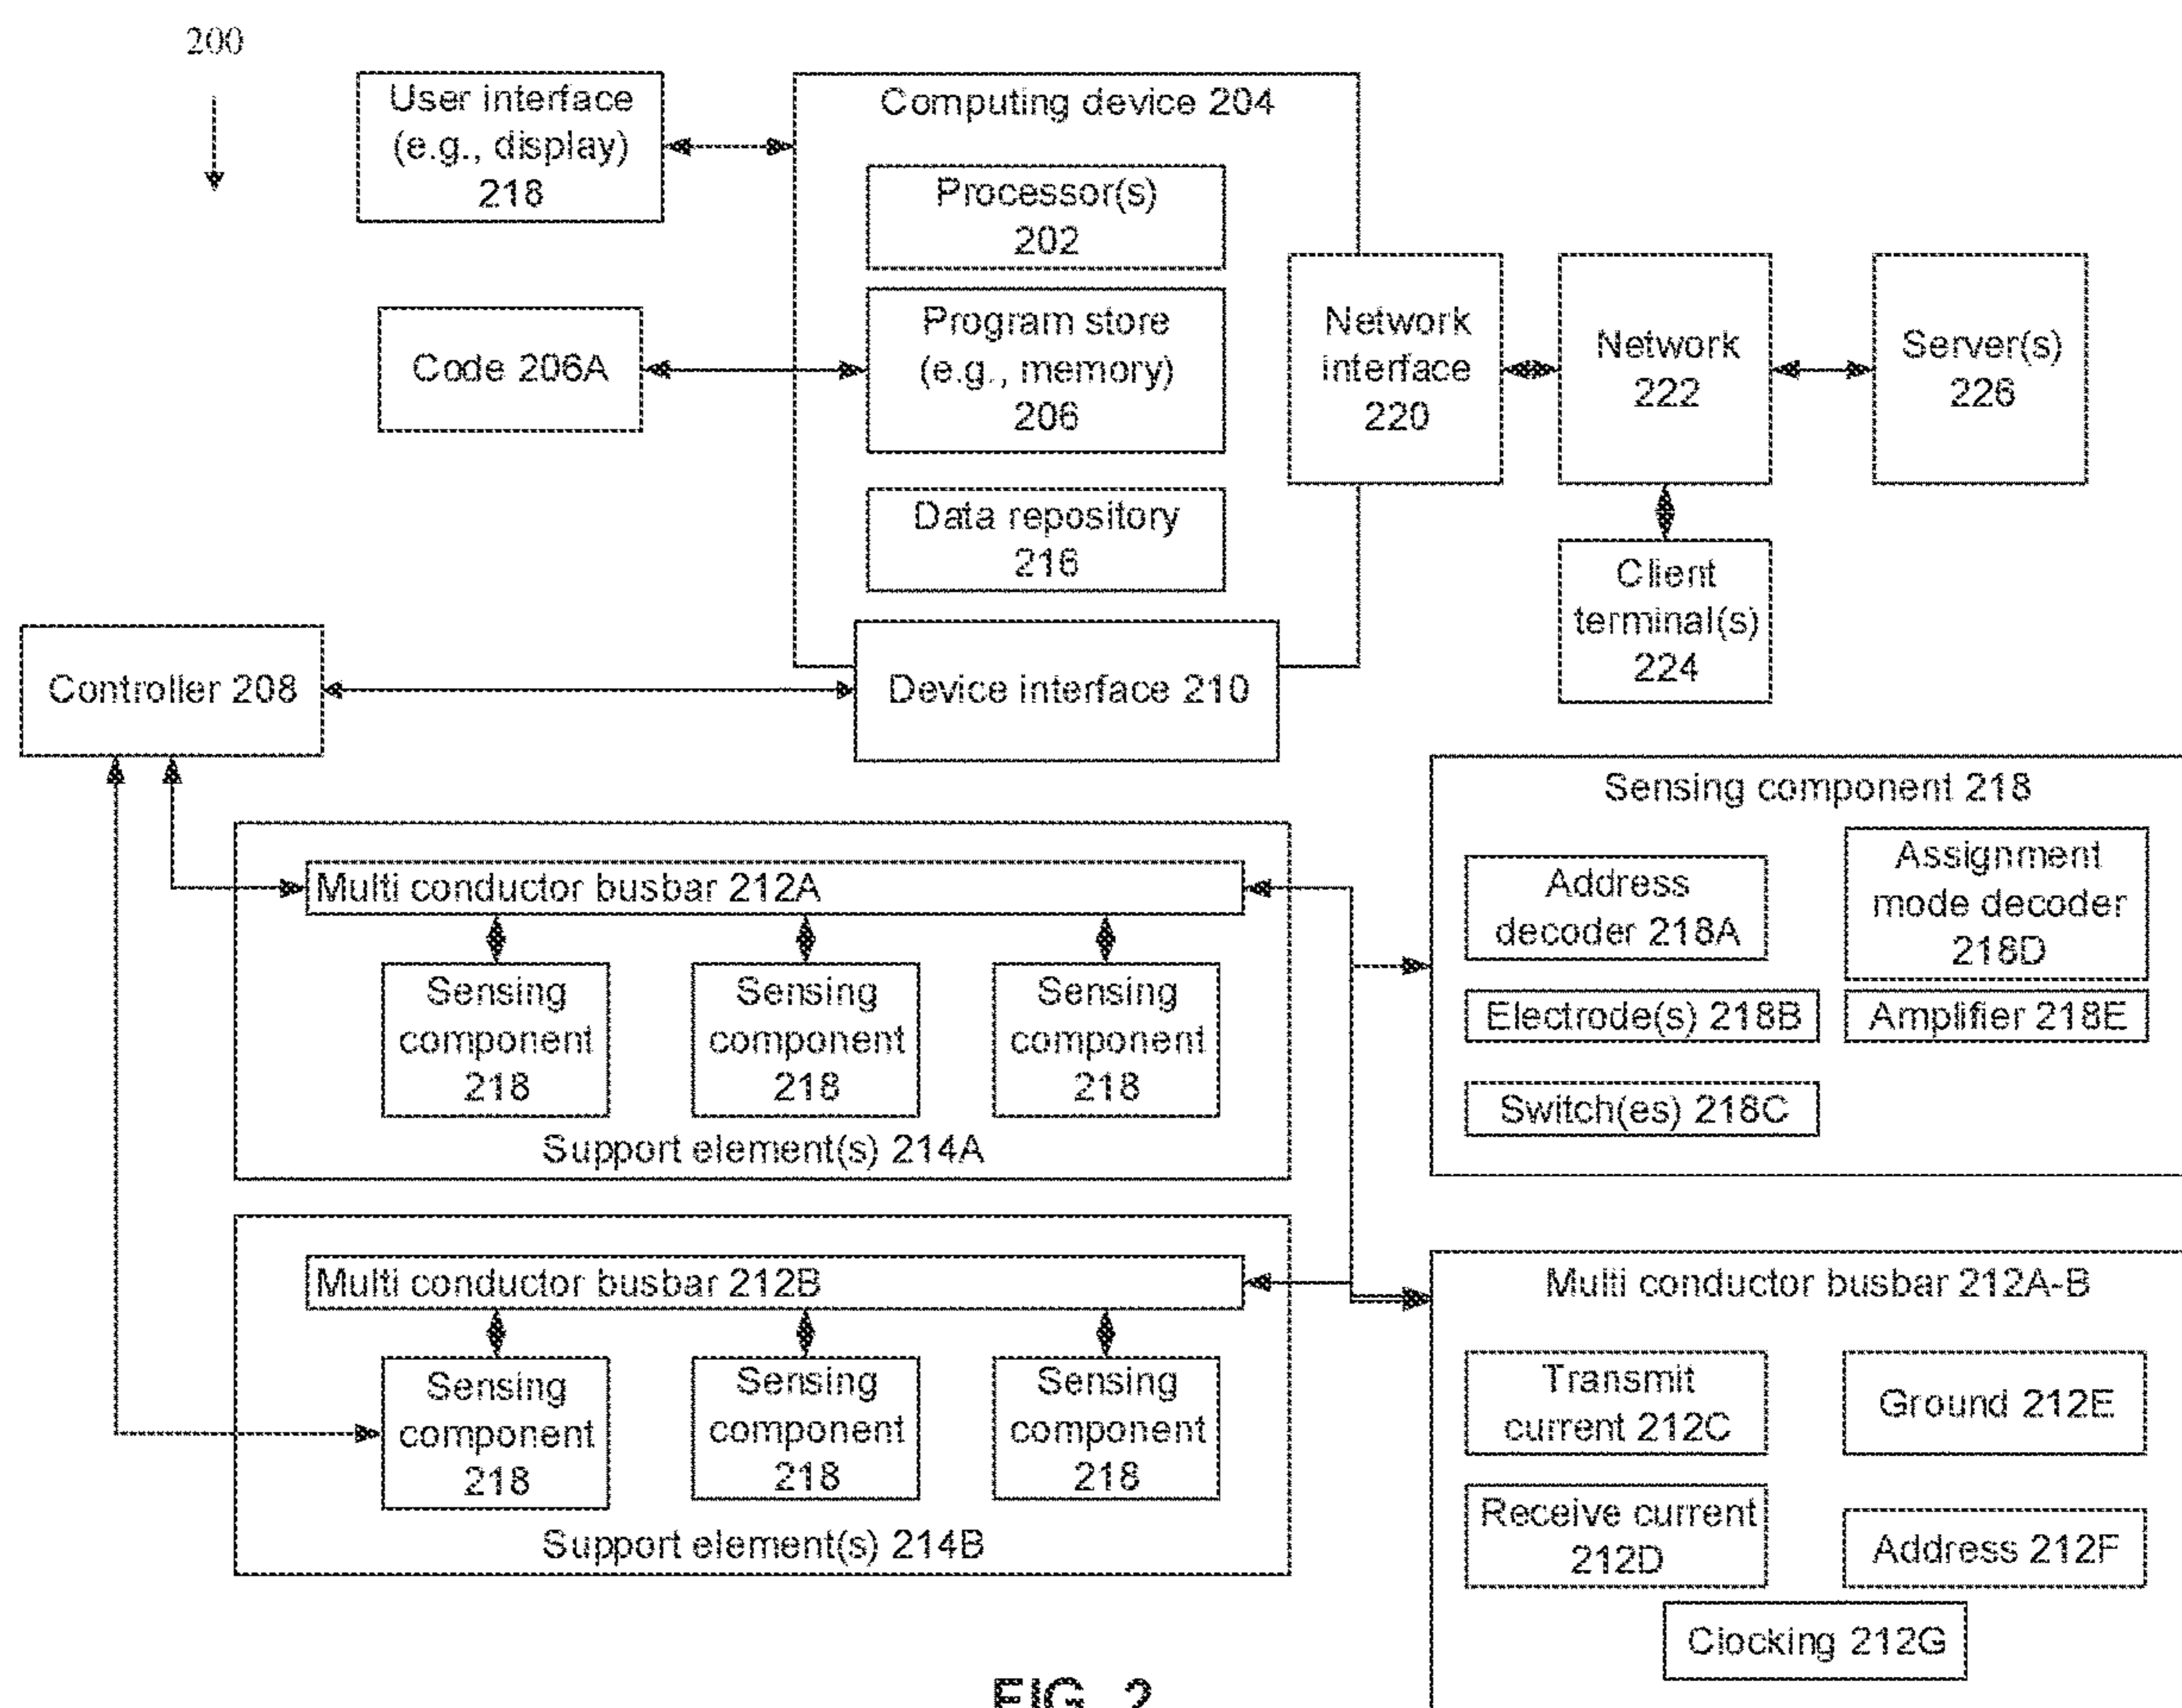 200
User interface
(e.g., display)
218
Computing device 204
Processor(s)
202
Program store
(e.g., memory)
206
Data repository
216
Code 206A
Network
interface
220
Network
222
Server(s)
226
Client
terminal(s)
224
Controller 208
Device interface 210
Multi conductor busbar 212A
Sensing
component
218
Sensing
component
218
Sensing
component
218
Support element(s) 214A
Multi conductor busbar 212B
Sensing
component
218
Sensing
component
218
Sensing
component
218
Support element(s) 214B
Sensing component 218
Address
decoder 218A
Assignment
mode decoder
218D
Electrode(s) 218B
Amplifier 218E
Switch(es) 218C
Multi conductor busbar 212A-B
Transmit
current 212C
Ground 212E
Receive current
212D
Address 212F
Clocking 212G
FIG. 2